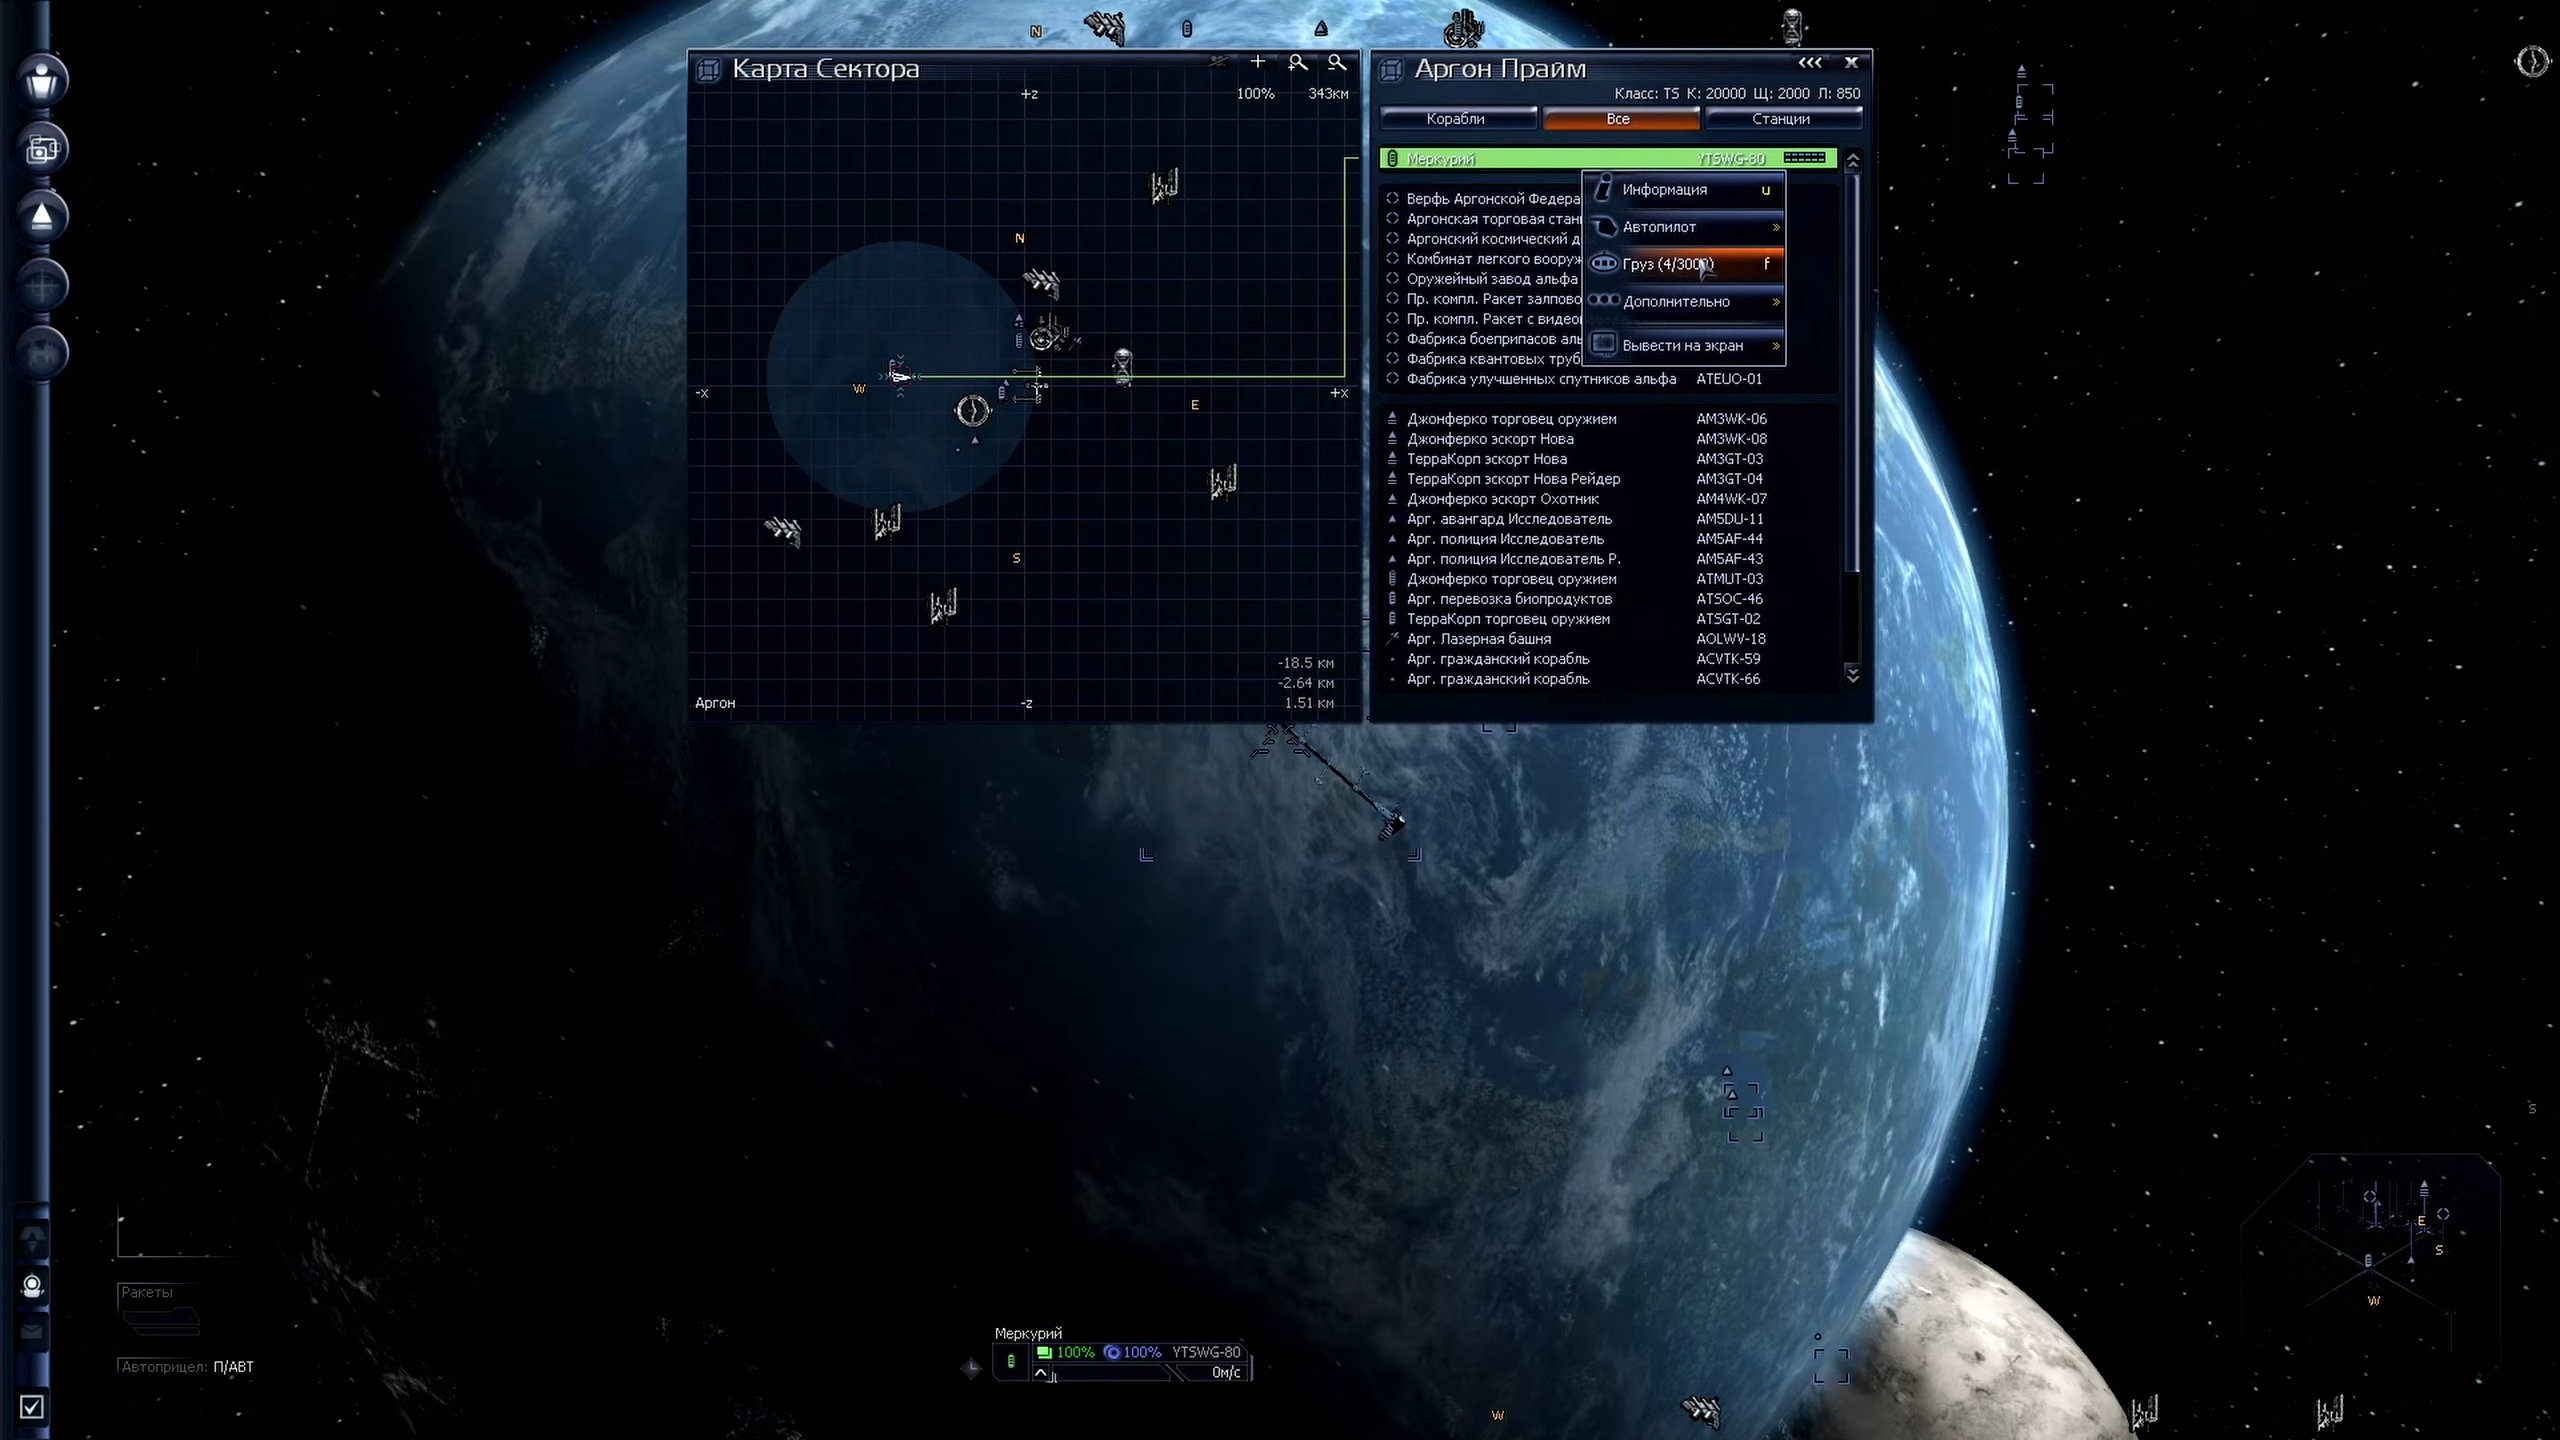 N
Карта Сектора
100% 343км
+z
N
W
-x
+x
E
S
-18.5 км
-2.64 км
1.51 км
Аргон
-z
Аргон Прайм
Класс: TS К: 20000 Щ: 2000 Л: 850
Корабли Все Станции
Меркурий YTSWG-80
Информация u
Автопилот »
f
Дополнительно »
Вывести на экран »
Верфь Аргонской Федера
Аргонская торговая стан
Аргонский космический д
Комбинат легкого вооруж
Оружейный завод альфа
Пр. компл. Ракет залпово
Пр. компл. Ракет с видео
Фабрика боеприпасов аль
Фабрика квантовых труб
Фабрика улучшенных спутников альфа ATEUO-01
Джонферко торговец оружием AM3WK-06
Джонферко эскорт Нова AM3WK-08
ТерраКорп эскорт Нова AM3GT-03
ТерраКорп эскорт Нова Рейдер AM3GT-04
Джонферко эскорт Охотник AM4WK-07
Арг. авангард Исследователь AM5DU-11
Арг. полиция Исследователь AM5AF-44
Арг. полиция Исследователь Р. AM5AF-43
Джонферко торговец оружием ATMUT-03
Арг. перевозка биопродуктов ATSOC-46
ТерраКорп торговец оружием ATSGT-02
Арг. Лазерная башня AOLWV-18
Арг. гражданский корабль ACVTK-59
Арг. гражданский корабль ACVTK-66
S
E
S
W
Ракеты
Автоприцел: П/АВТ
Меркурий
100% 100% YTSWG-80
0м/с
W